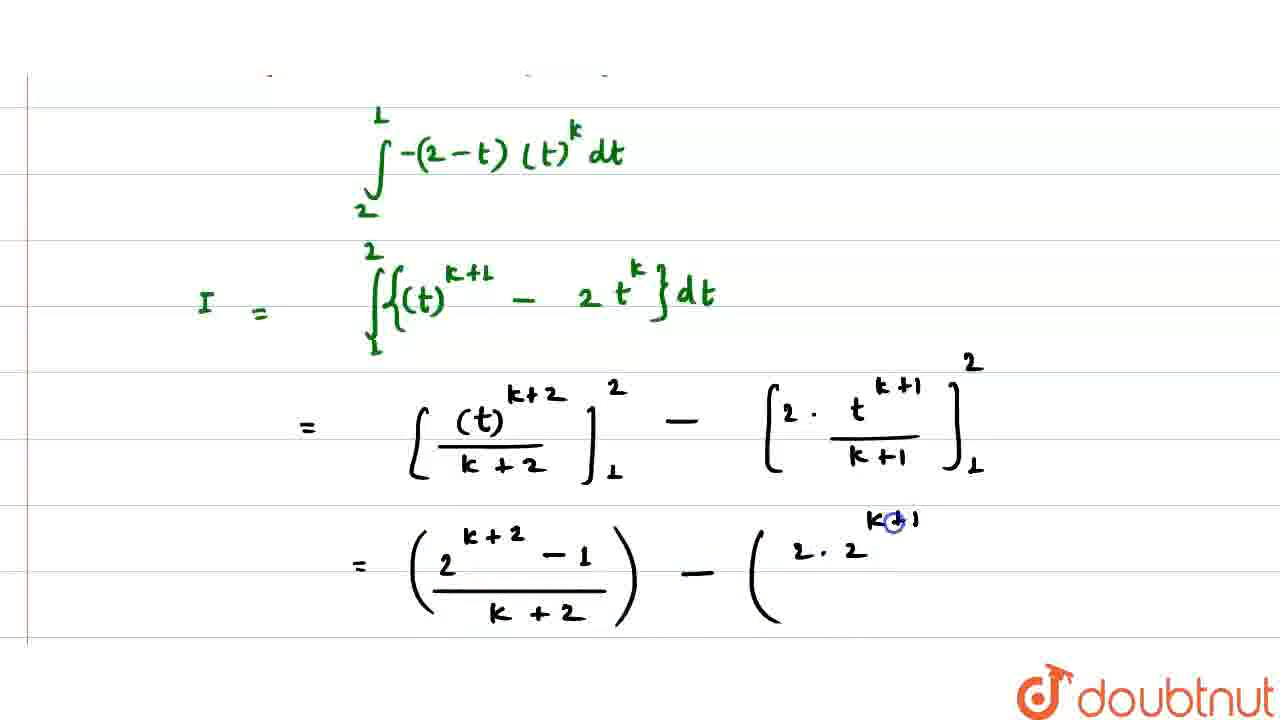 ∫₂¹ -(2-t) (t)^k dt
I = ∫₁² {(t)^{k+1} - 2 t^k} dt
= [(t)^{k+2} / k+2]₁² - [2 · t^{k+1} / k+1]₁²
= (2^{k+2} - 1 / k+2) - (2 · 2^{k+1}
doubtnut